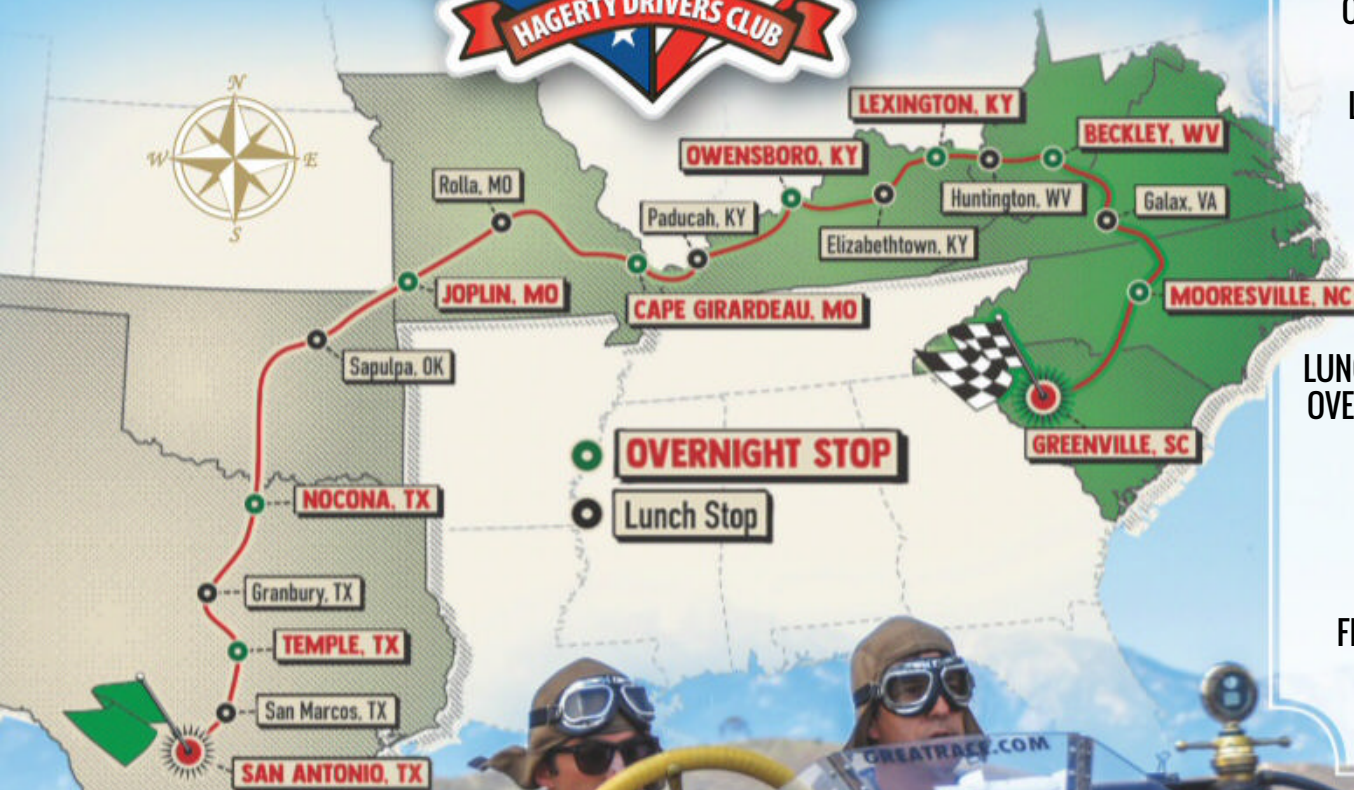 HAGERTY DRIVERS CLUB
N
W
E
S
LEXINGTON, KY
BECKLEY, WV
OWENSBORO, KY
Rolla, MO
Huntington, WV
Galax, VA
Paducah, KY
Elizabethtown, KY
JOPLIN, MO
CAPE GIRARDEAU, MO
MOORESVILLE, NC
Sapulpa, OK
GREENVILLE, SC
OVERNIGHT STOP
Lunch Stop
NOCONA, TX
Granbury, TX
TEMPLE, TX
San Marcos, TX
SAN ANTONIO, TX
GREATRACE.COM
LUN
OVE